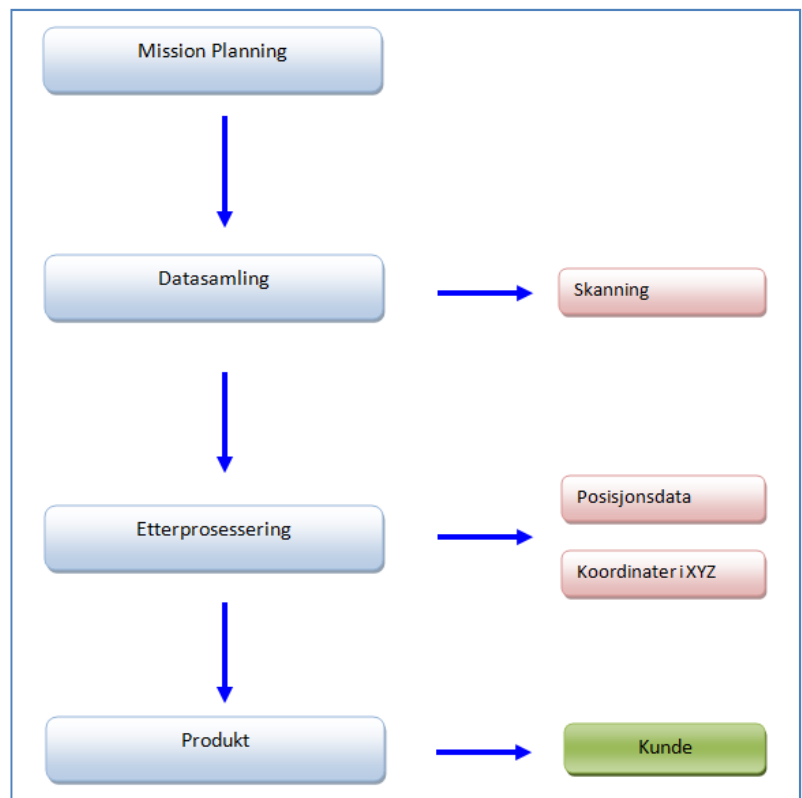 Mission Planning
Datasamling
Skanning
Etterprosessering
Posisjonsdata
Koordinater i XYZ
Produkt
Kunde